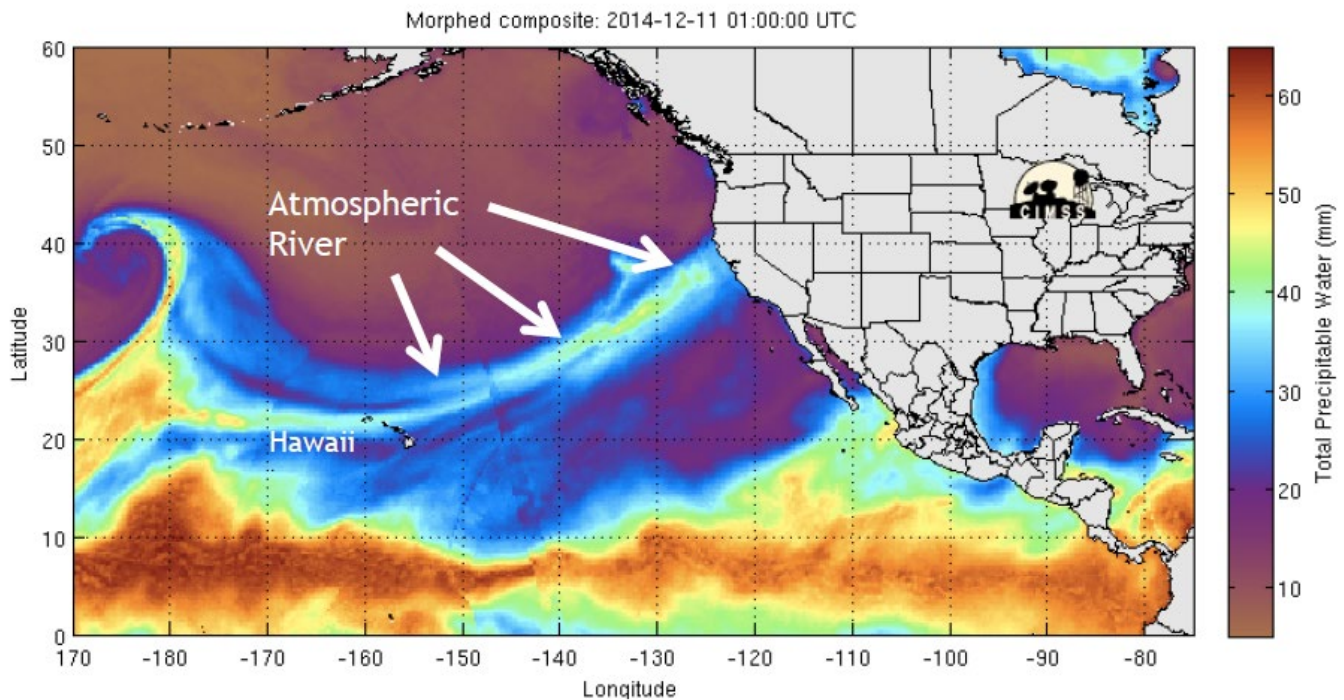 Morphed composite: 2014-12-11 01:00:00 UTC
60
50
40
30
20
10
0
Latitude
Atmospheric
River
Hawaii
CIMSS
170 -180 -170 -160 -150 -140 -130 -120 -110 -100 -90 -80
Longitude
60
50
40
30
20
10
Total Precipitable Water (mm)